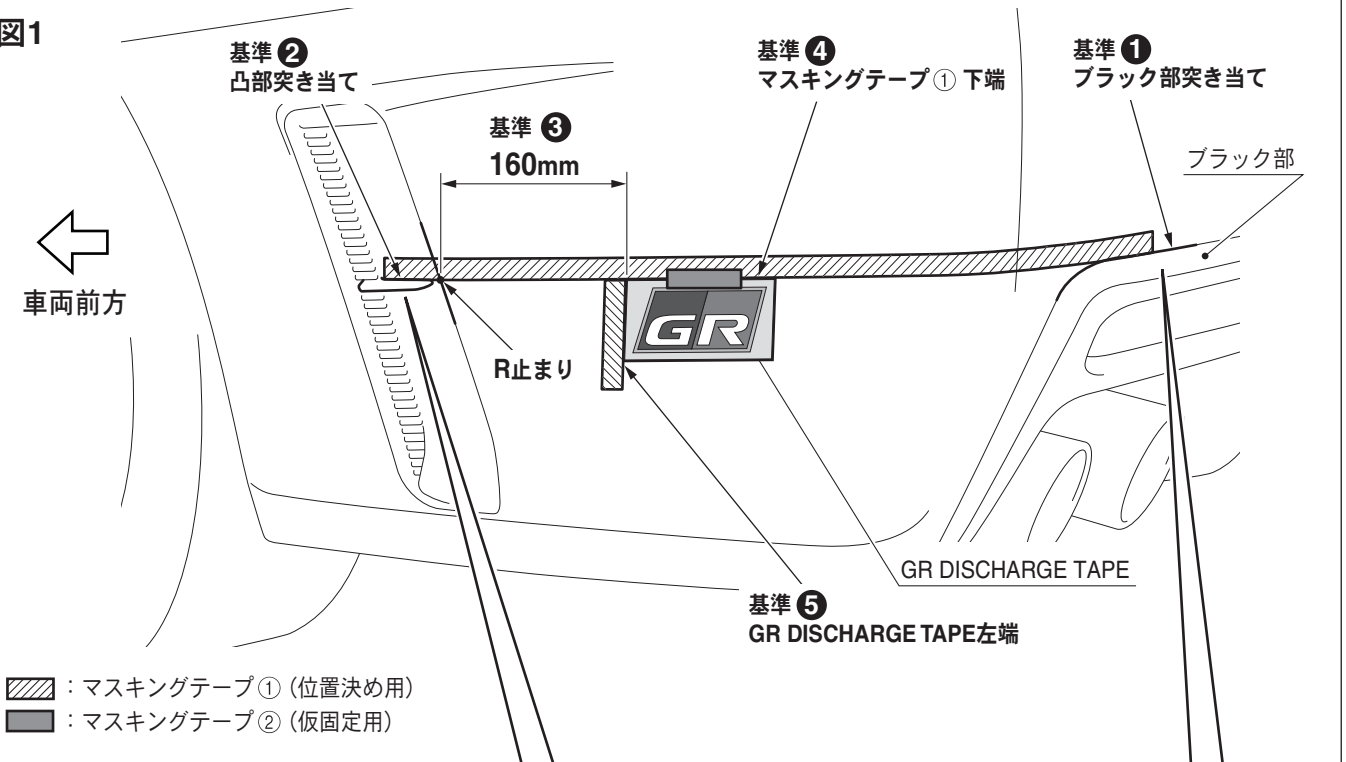 図1
基準 ❷
凸部突き当て
基準 ❹
マスキングテープ① 下端
基準 ❶
ブラック部突き当て
基準 ❸
160mm
ブラック部
車両前方
GR
R止まり
GR DISCHARGE TAPE
基準 ❺
GR DISCHARGE TAPE左端
：マスキングテープ①（位置決め用）
：マスキングテープ②（仮固定用）